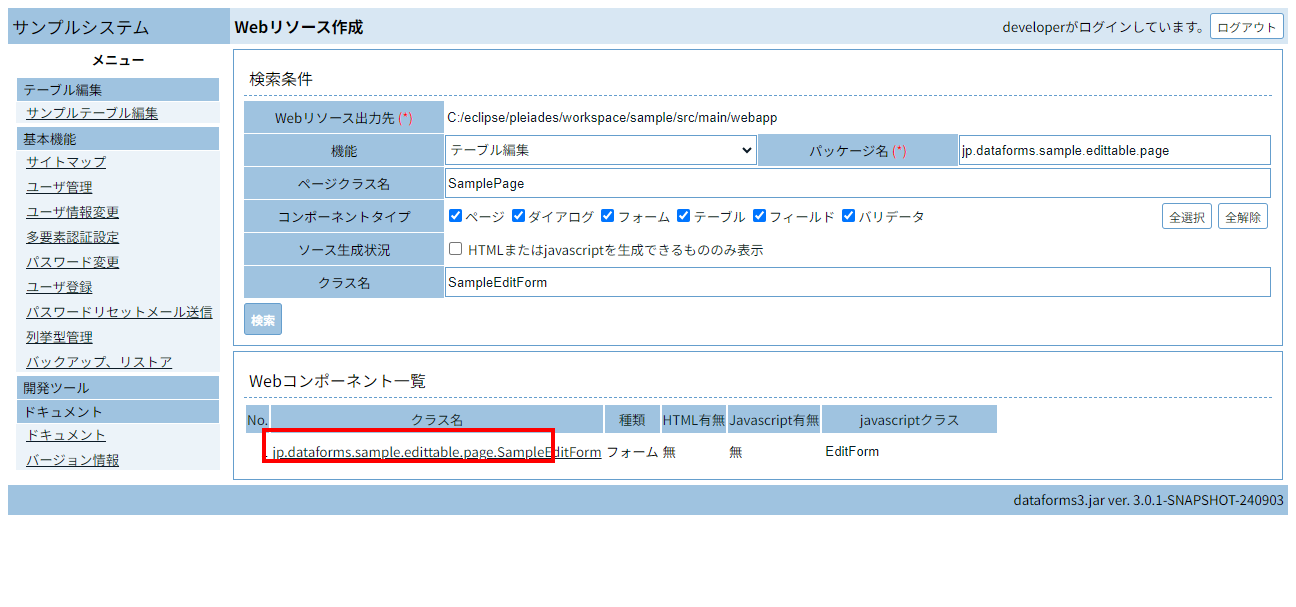 サンプルシステム
Webリソース作成
developerがログインしています。 ログアウト
メニュー
テーブル編集
サンプルテーブル編集
基本機能
サイトマップ
ユーザ管理
ユーザ情報変更
多要素認証設定
パスワード変更
ユーザ登録
パスワードリセットメール送信
列挙型管理
バックアップ、リストア
開発ツール
ドキュメント
ドキュメント
バージョン情報
検索条件
Webリソース出力先 (*) C:/eclipse/pleiades/workspace/sample/src/main/webapp
機能 テーブル編集 パッケージ名 (*) jp.dataforms.sample.edittable.page
ページクラス名 SamplePage
コンポーネントタイプ ページ ダイアログ フォーム テーブル フィールド バリデータ 全選択 全解除
ソース生成状況 HTMLまたはjavascriptを生成できるもののみ表示
クラス名 SampleEditForm
検索
Webコンポーネント一覧
No. クラス名 種類 HTML有無 Javascript有無 javascriptクラス
jp.dataforms.sample.edittable.page.SampleEditForm フォーム 無 無 EditForm
dataforms3.jar ver. 3.0.1-SNAPSHOT-240903